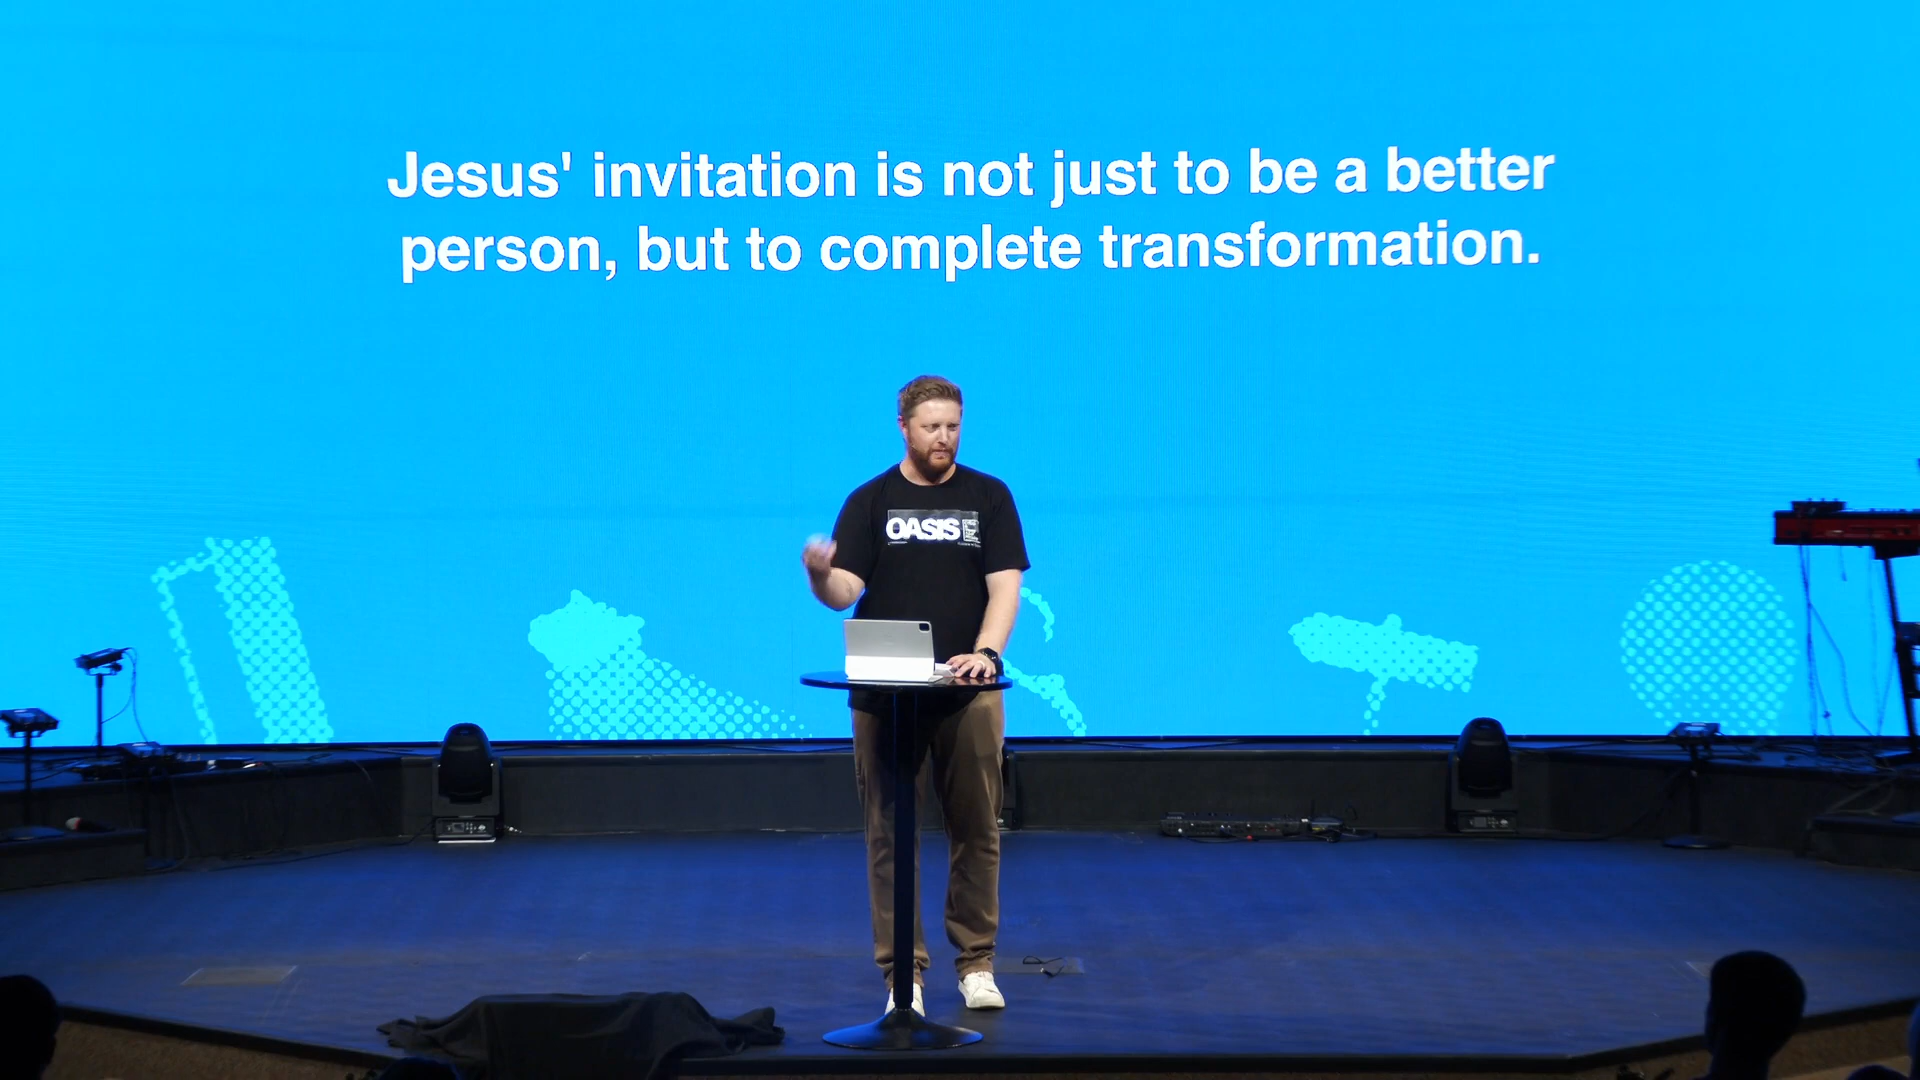 Jesus' invitation is not just to be a better
person, but to complete transformation.
OASIS